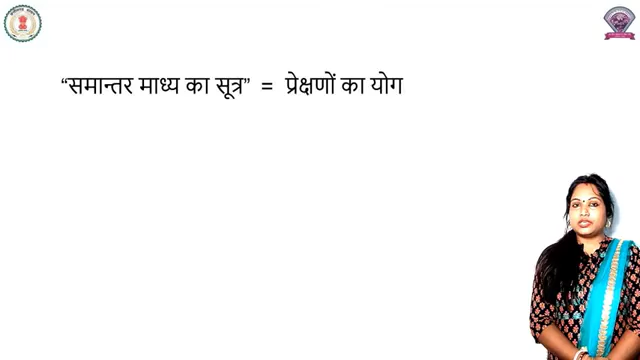 “समान्तर माध्य का सूत्र” = प्रेक्षणों का योग